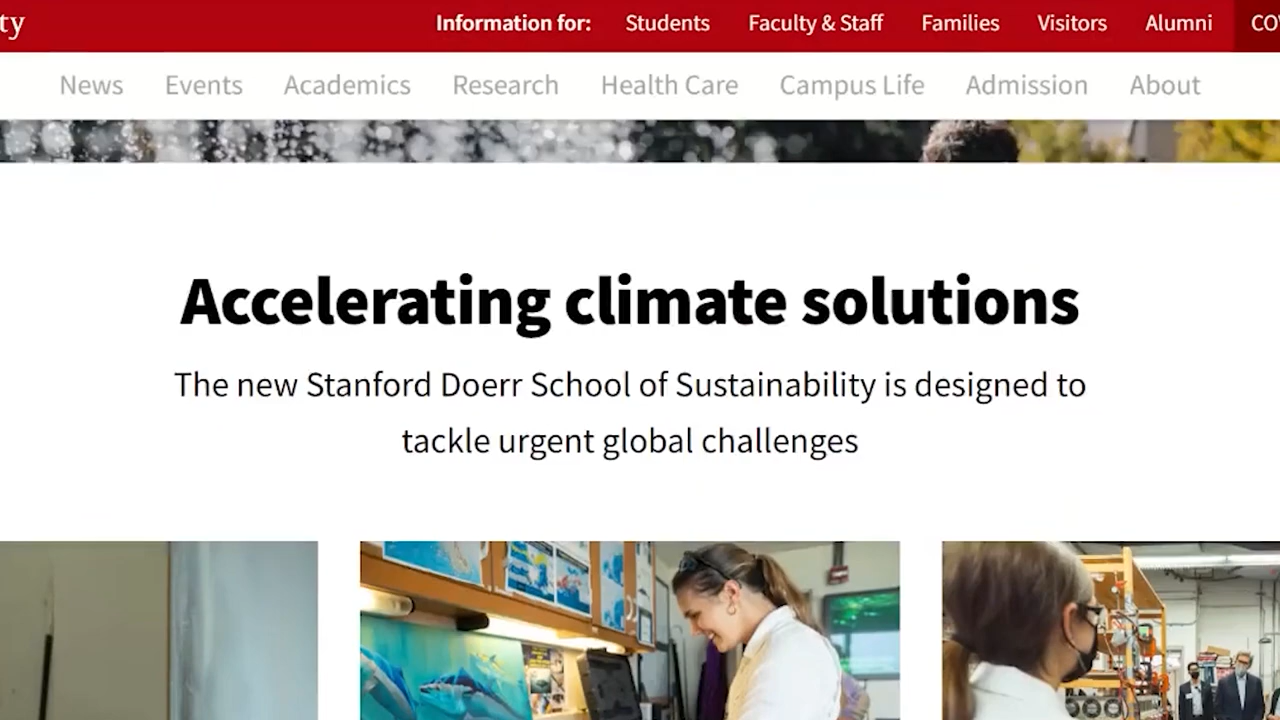 ty
Information for: Students Faculty & Staff Families Visitors Alumni CO
News Events Academics Research Health Care Campus Life Admission About
Accelerating climate solutions
The new Stanford Doerr School of Sustainability is designed to
tackle urgent global challenges